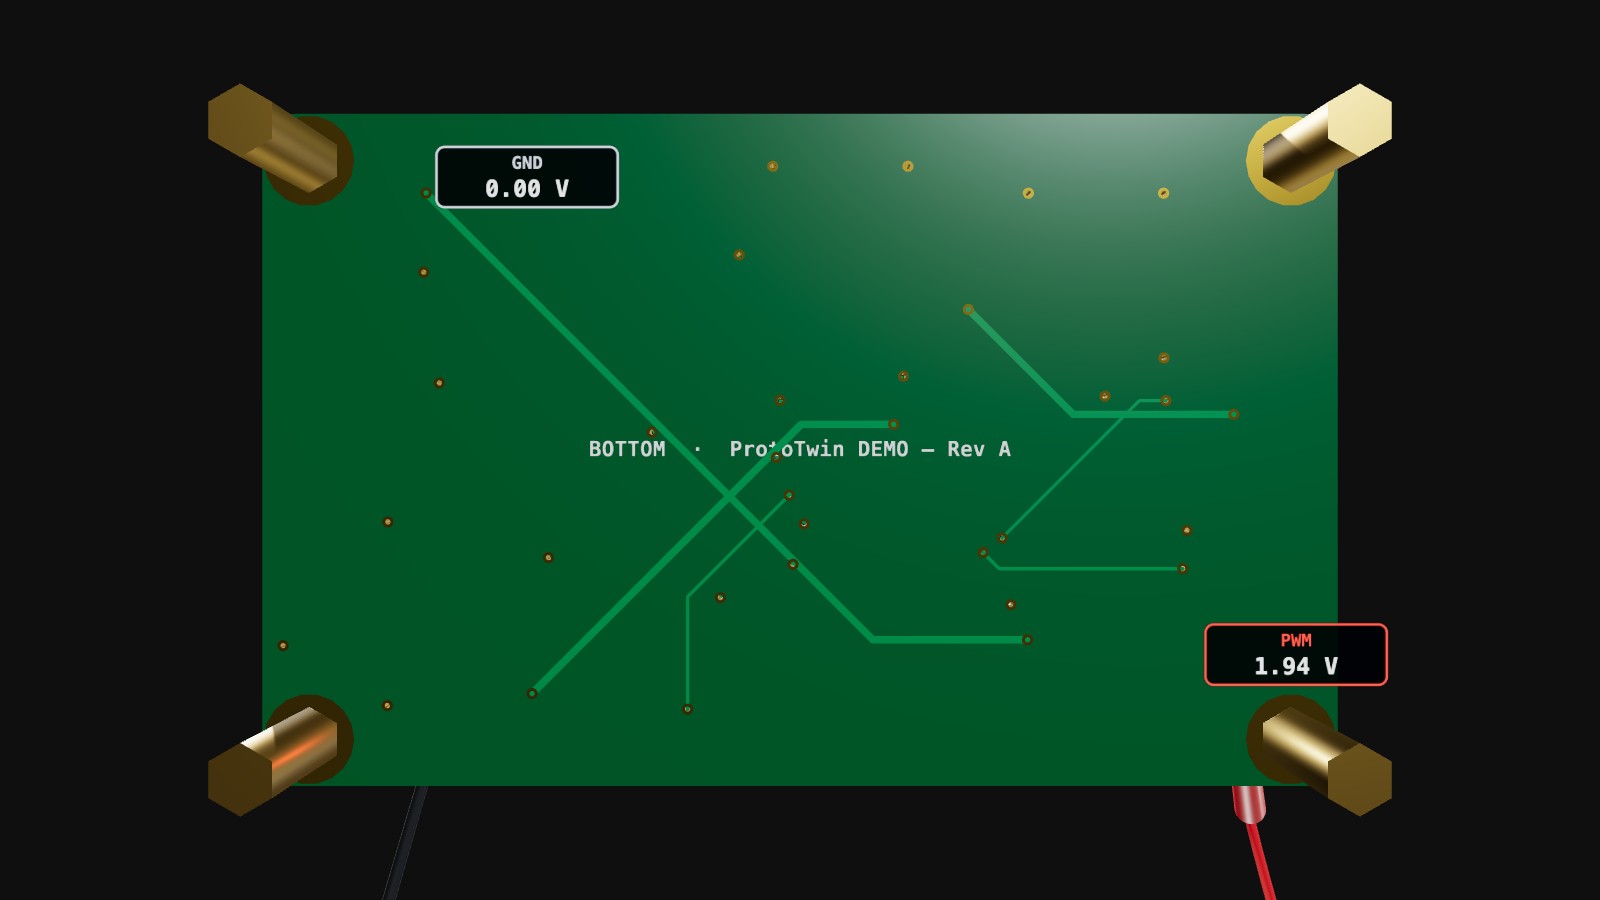 GND
0.00 V
BOTTOM · ProtoTwin DEMO — Rev A
PWM
1.94 V